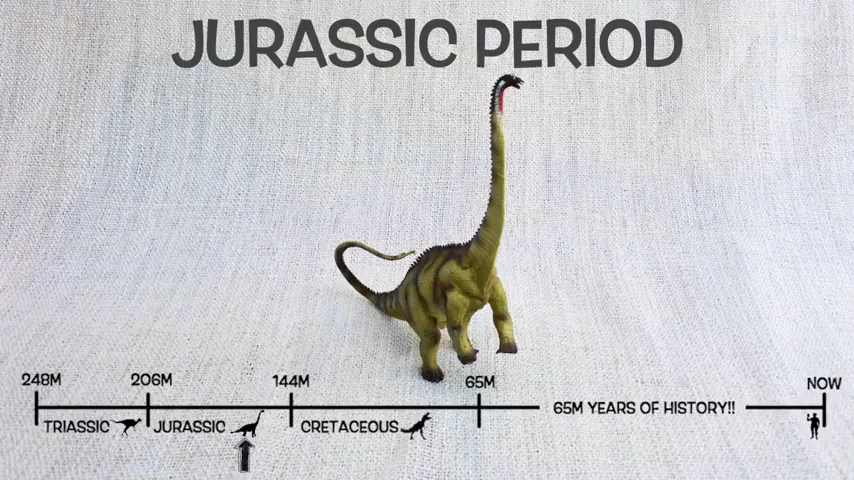 JURASSIC PERIOD
248M 206M 144M 65M NOW
65M YEARS OF HISTORY!!
TRIASSIC JURASSIC CRETACEOUS